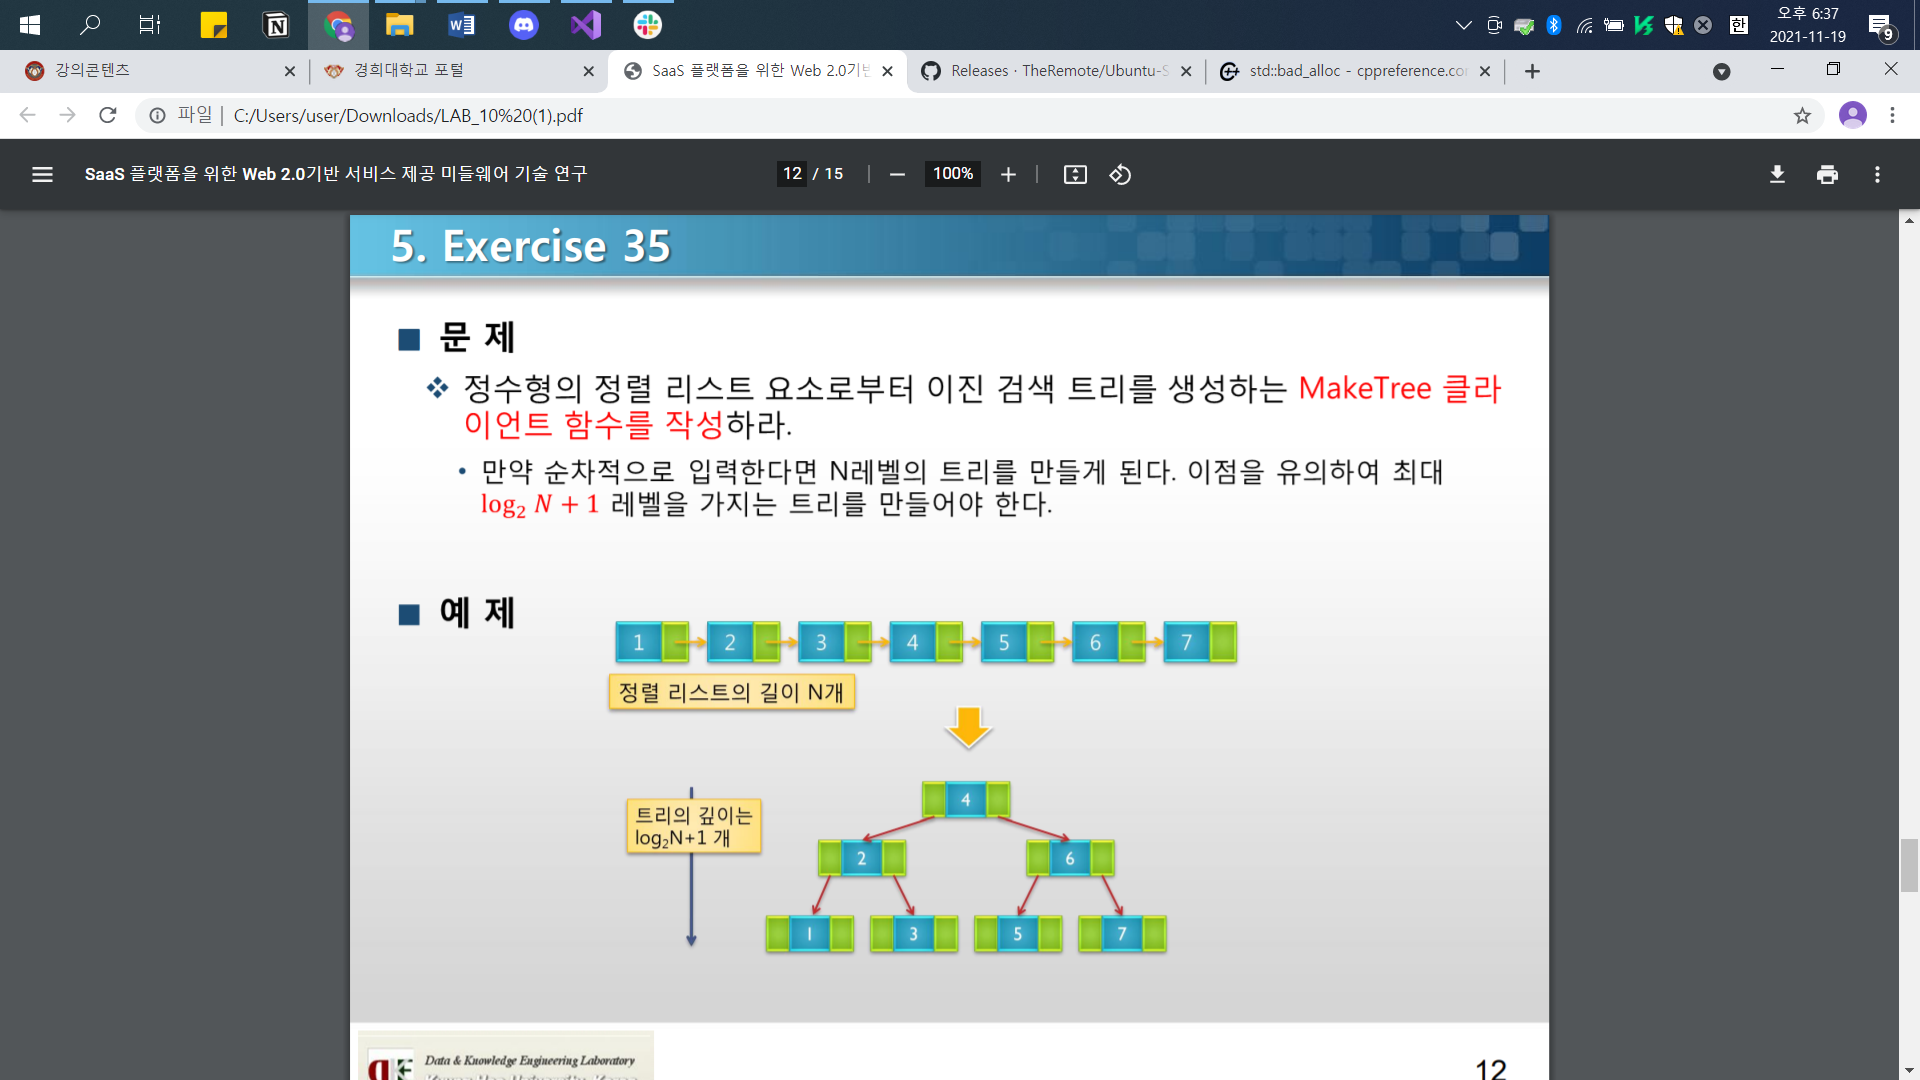 오후 6:37
2021-11-19
한
9
강의콘텐츠
경희대학교 포털
SaaS 플랫폼을 위한 Web 2.0기반
Releases · TheRemote/Ubuntu-S
std::bad_alloc - cppreference.com
파일 | C:/Users/user/Downloads/LAB_10%20(1).pdf
SaaS 플랫폼을 위한 Web 2.0기반 서비스 제공 미들웨어 기술 연구
12 / 15
100%
5. Exercise 35
문 제
정수형의 정렬 리스트 요소로부터 이진 검색 트리를 생성하는 MakeTree 클라
이언트 함수를 작성하라.
• 만약 순차적으로 입력한다면 N레벨의 트리를 만들게 된다. 이점을 유의하여 최대
log₂ N + 1 레벨을 가지는 트리를 만들어야 한다.
예 제
1 2 3 4 5 6 7
정렬 리스트의 길이 N개
4
트리의 깊이는
log₂N+1 개
2 6
1 3 5 7
Data & Knowledge Engineering Laboratory
12